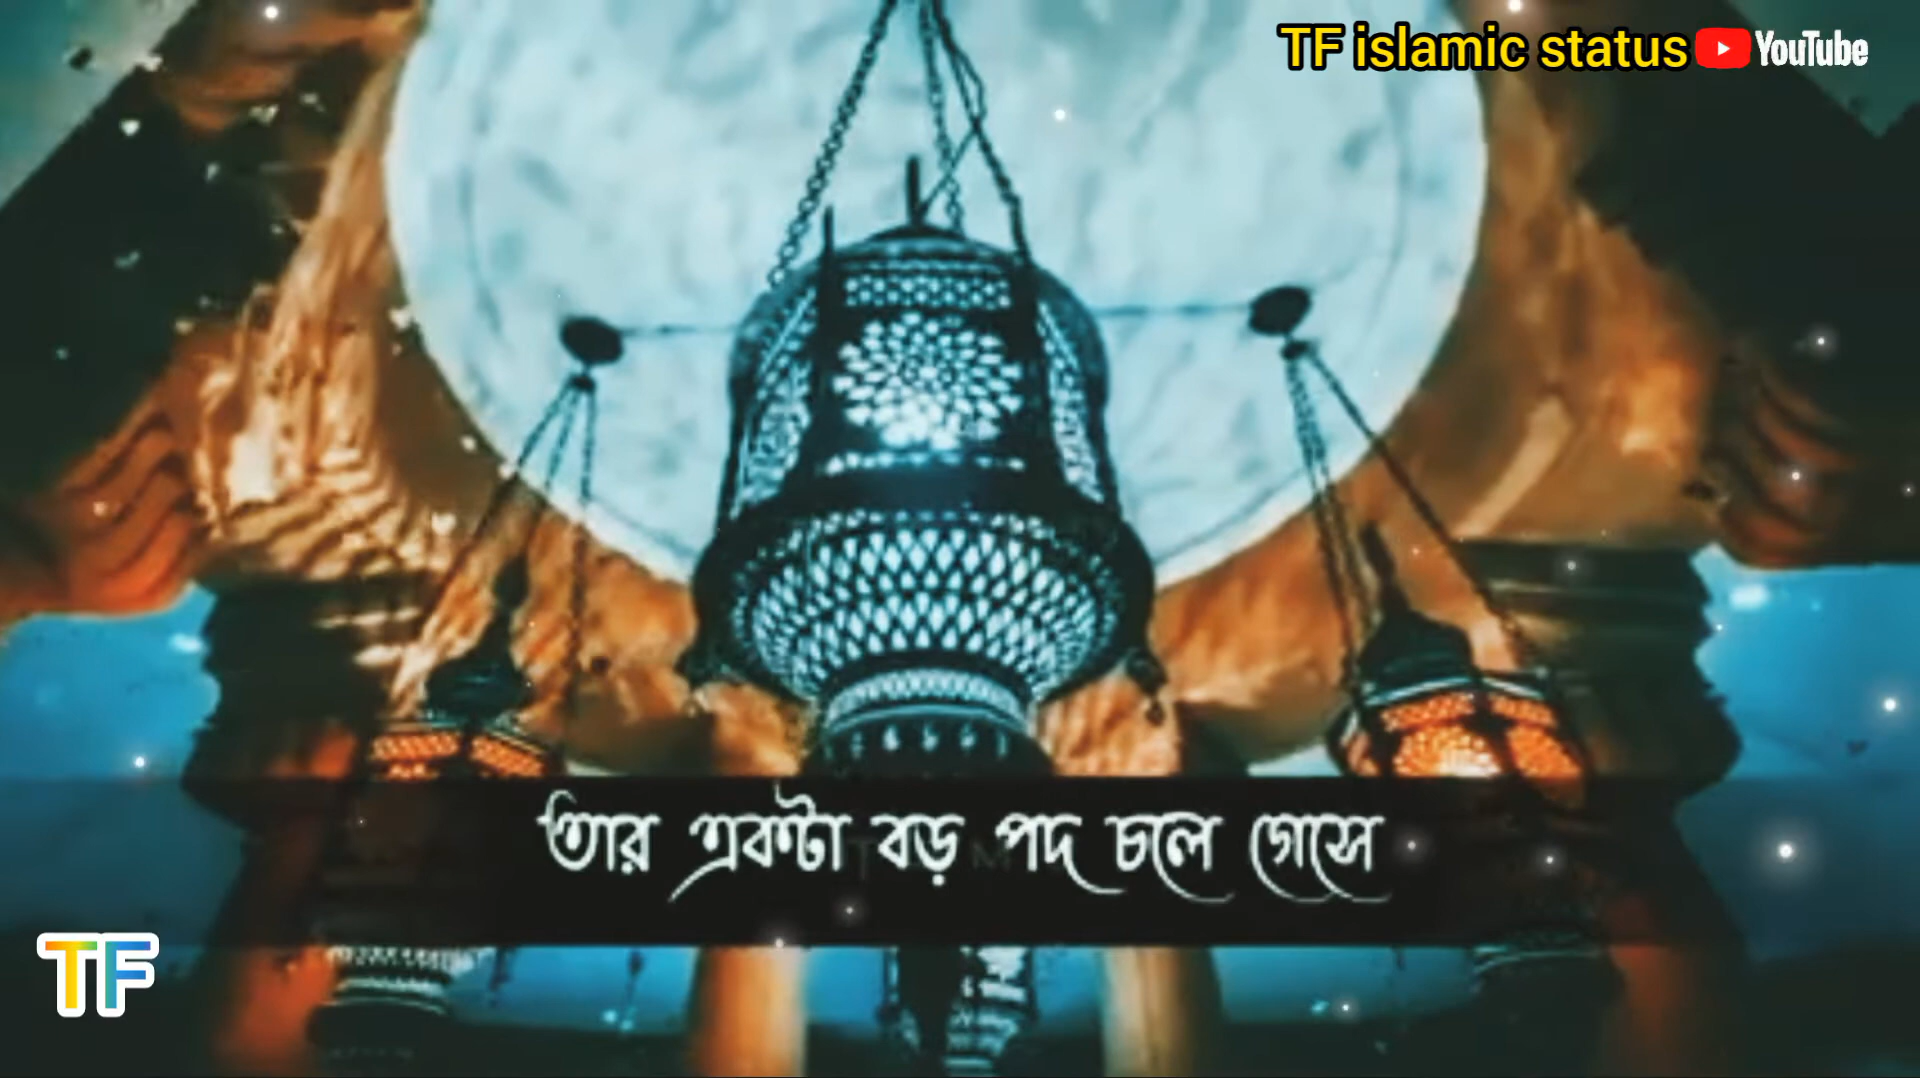 TF islamic status YouTube
তার একটা বড় পদ চলে গেসে
TF